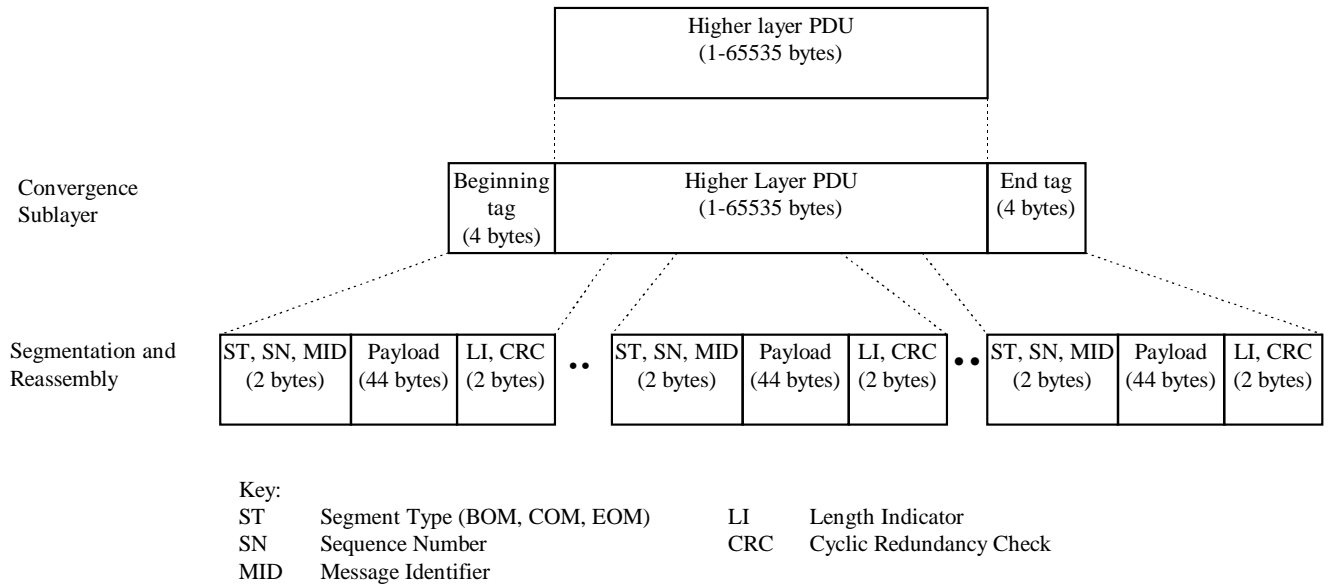 Higher layer PDU
(1-65535 bytes)
Convergence
Sublayer
Beginning
tag
(4 bytes)
Higher Layer PDU
(1-65535 bytes)
End tag
(4 bytes)
Segmentation and
Reassembly
ST, SN, MID
(2 bytes)
Payload
(44 bytes)
LI, CRC
(2 bytes)
ST, SN, MID
(2 bytes)
Payload
(44 bytes)
LI, CRC
(2 bytes)
ST, SN, MID
(2 bytes)
Payload
(44 bytes)
LI, CRC
(2 bytes)
Key:
ST Segment Type (BOM, COM, EOM) LI Length Indicator
SN Sequence Number CRC Cyclic Redundancy Check
MID Message Identifier